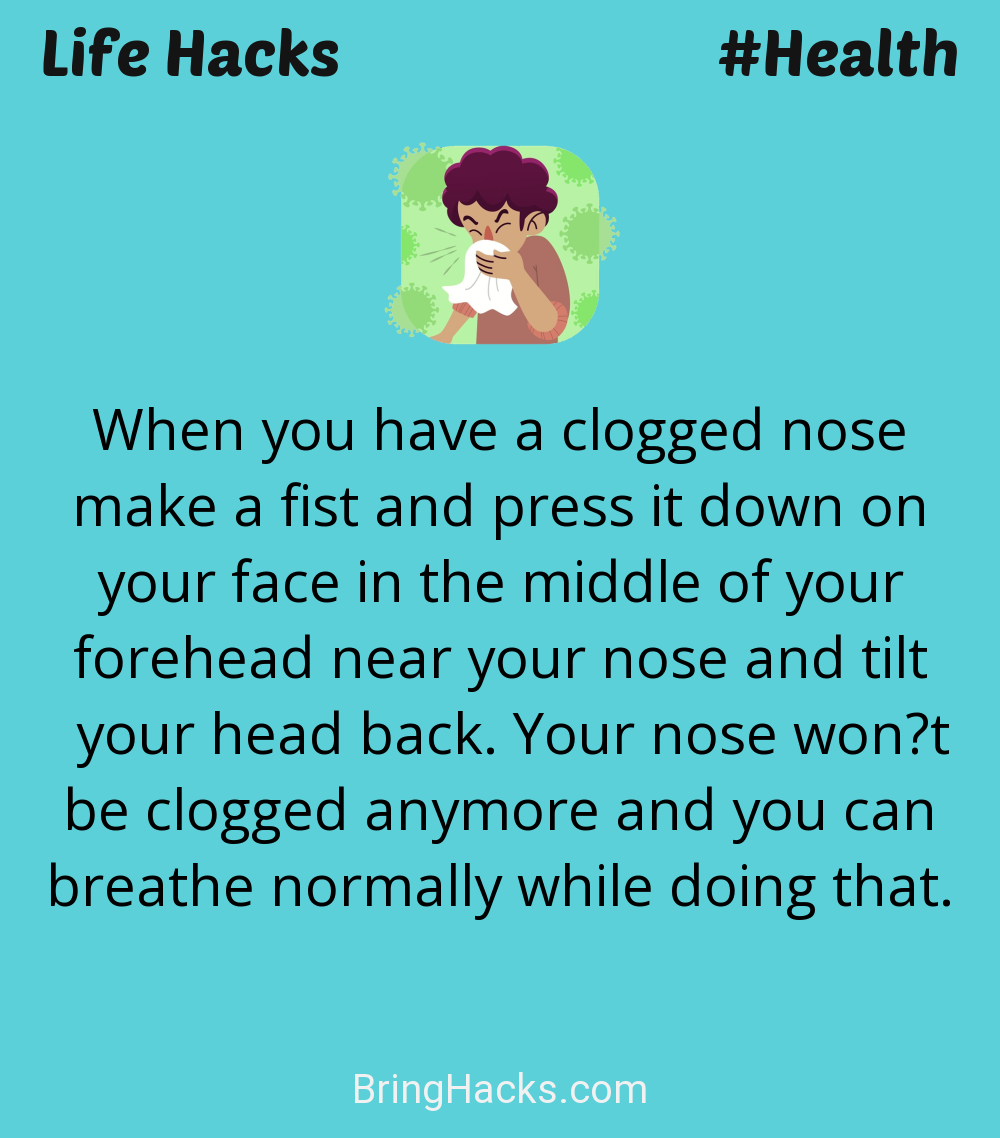 Life Hacks
#Health
When you have a clogged nose
make a fist and press it down on
your face in the middle of your
forehead near your nose and tilt
your head back. Your nose won?t
be clogged anymore and you can
breathe normally while doing that.
BringHacks.com